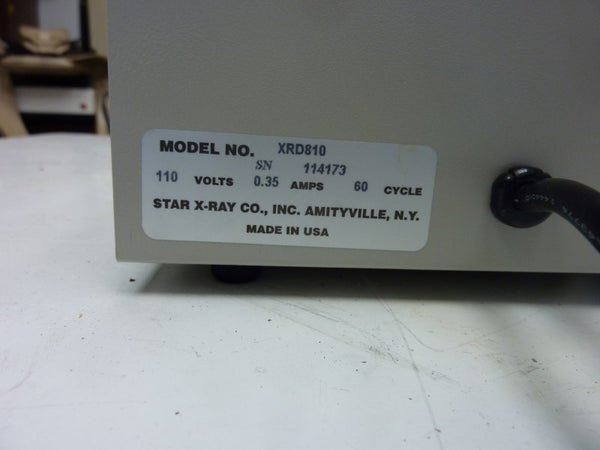 MODEL NO. XRD810
SN 114173
110 VOLTS 0.35 AMPS 60 CYCLE
STAR X-RAY CO., INC. AMITYVILLE, N.Y.
MADE IN USA